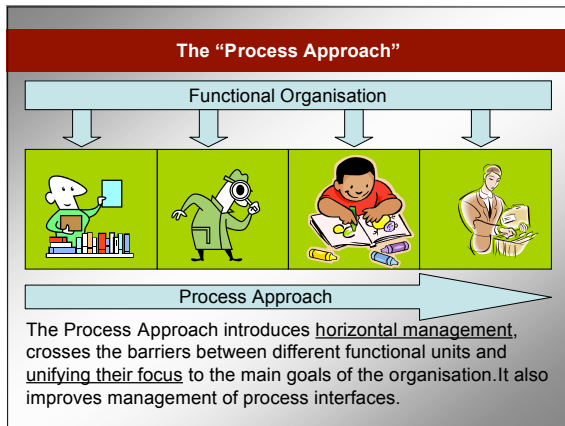 The “Process Approach”
Functional Organisation
Process Approach
The Process Approach introduces horizontal management,
crosses the barriers between different functional units and
unifying their focus to the main goals of the organisation.It also
improves management of process interfaces.